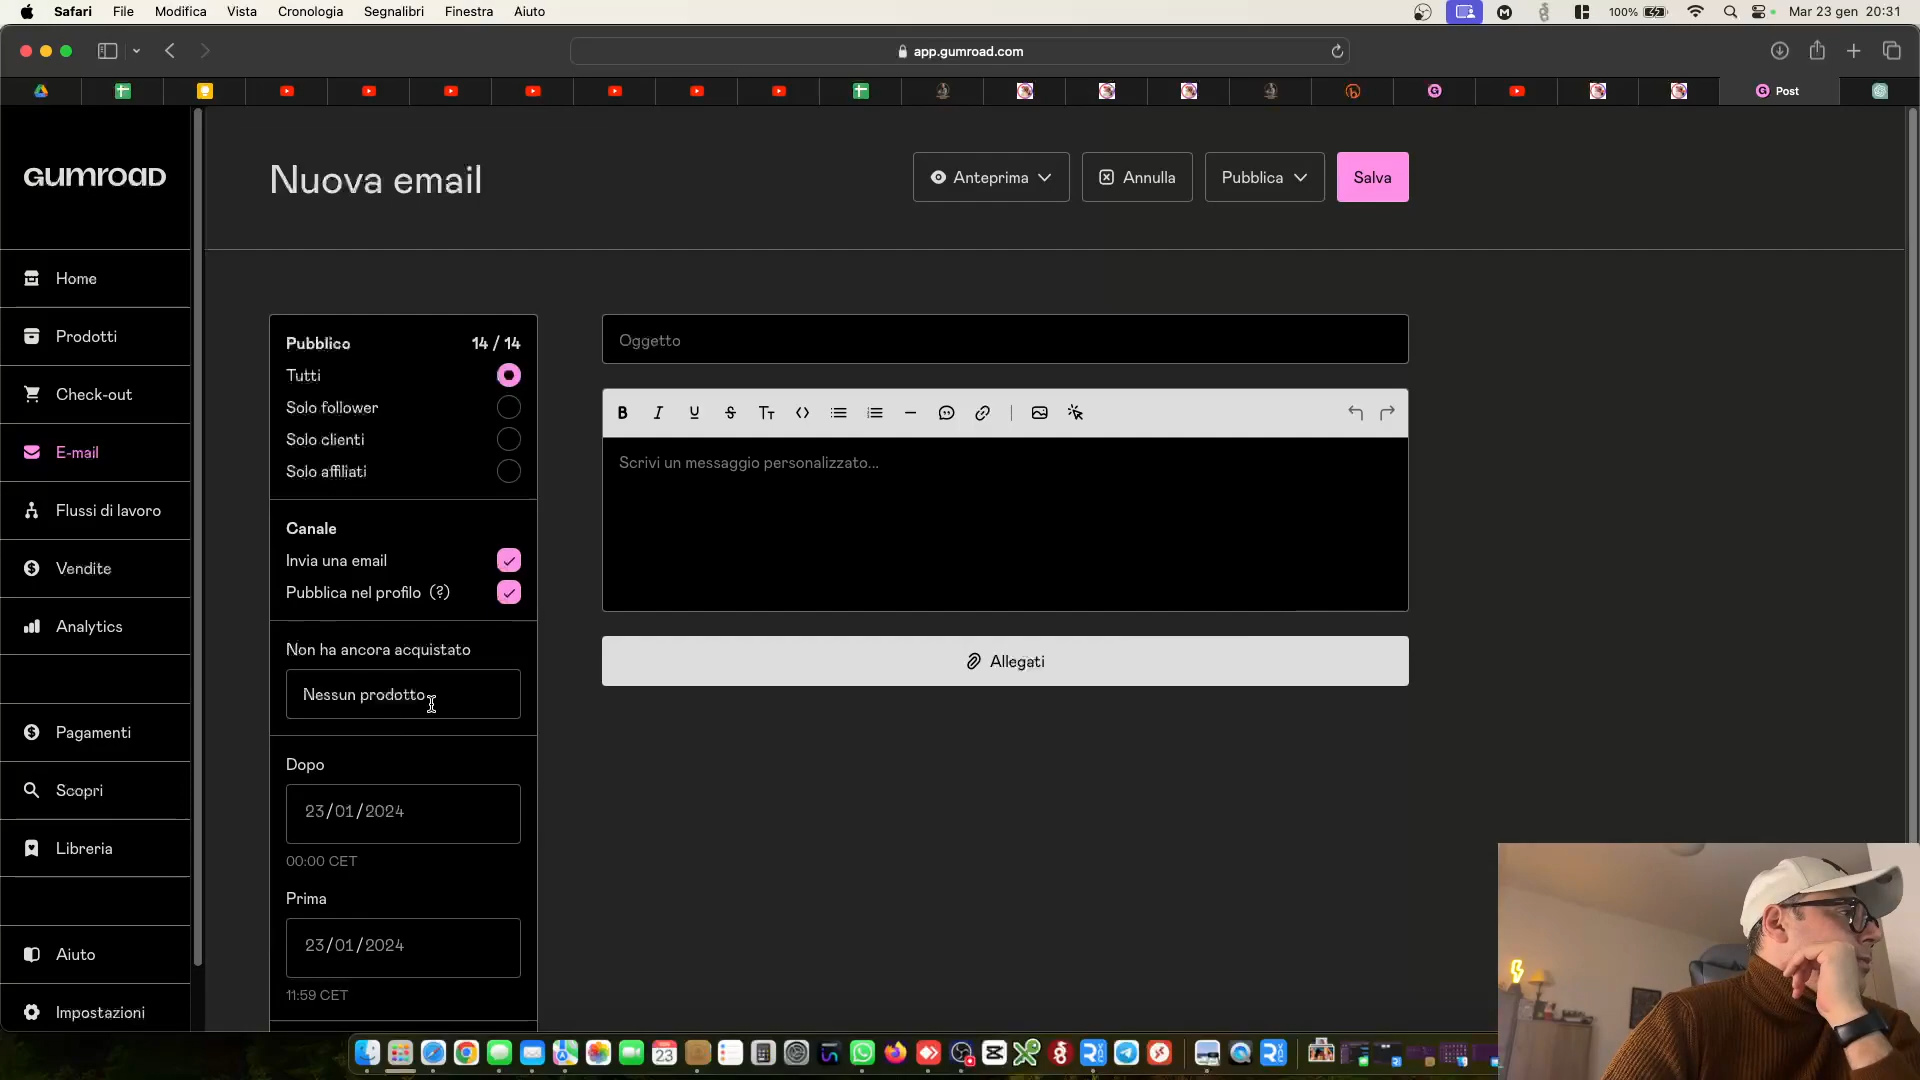 Safari File Modifica Vista Cronologia Segnalibri Finestra Aiuto 100% Mar 23 gen 20:31
app.gumroad.com
Post
GUMROAD
Nuova email
Anteprima
Annulla
Pubblica
Salva
Home
Prodotti
Check-out
E-mail
Flussi di lavoro
Vendite
Analytics
Pagamenti
Scopri
Libreria
Aiuto
Impostazioni
Pubblico 14 / 14
Tutti
Solo follower
Solo clienti
Solo affiliati
Canale
Invia una email
Pubblica nel profilo (?)
Non ha ancora acquistato
Nessun prodotto
Dopo
23/01/2024
00:00 CET
Prima
23/01/2024
11:59 CET
Oggetto
Scrivi un messaggio personalizzato...
Allegati